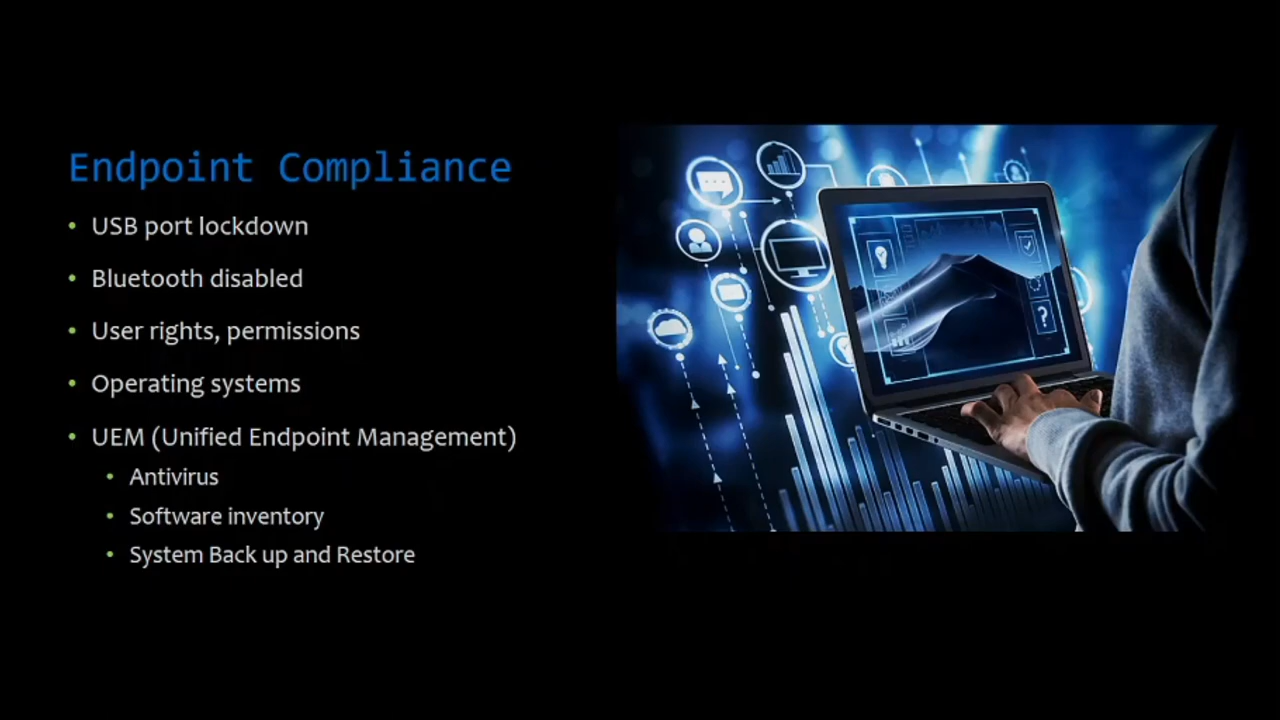 Endpoint Compliance
• USB port lockdown
• Bluetooth disabled
• User rights, permissions
• Operating systems
• UEM (Unified Endpoint Management)
• Antivirus
• Software inventory
• System Back up and Restore
?